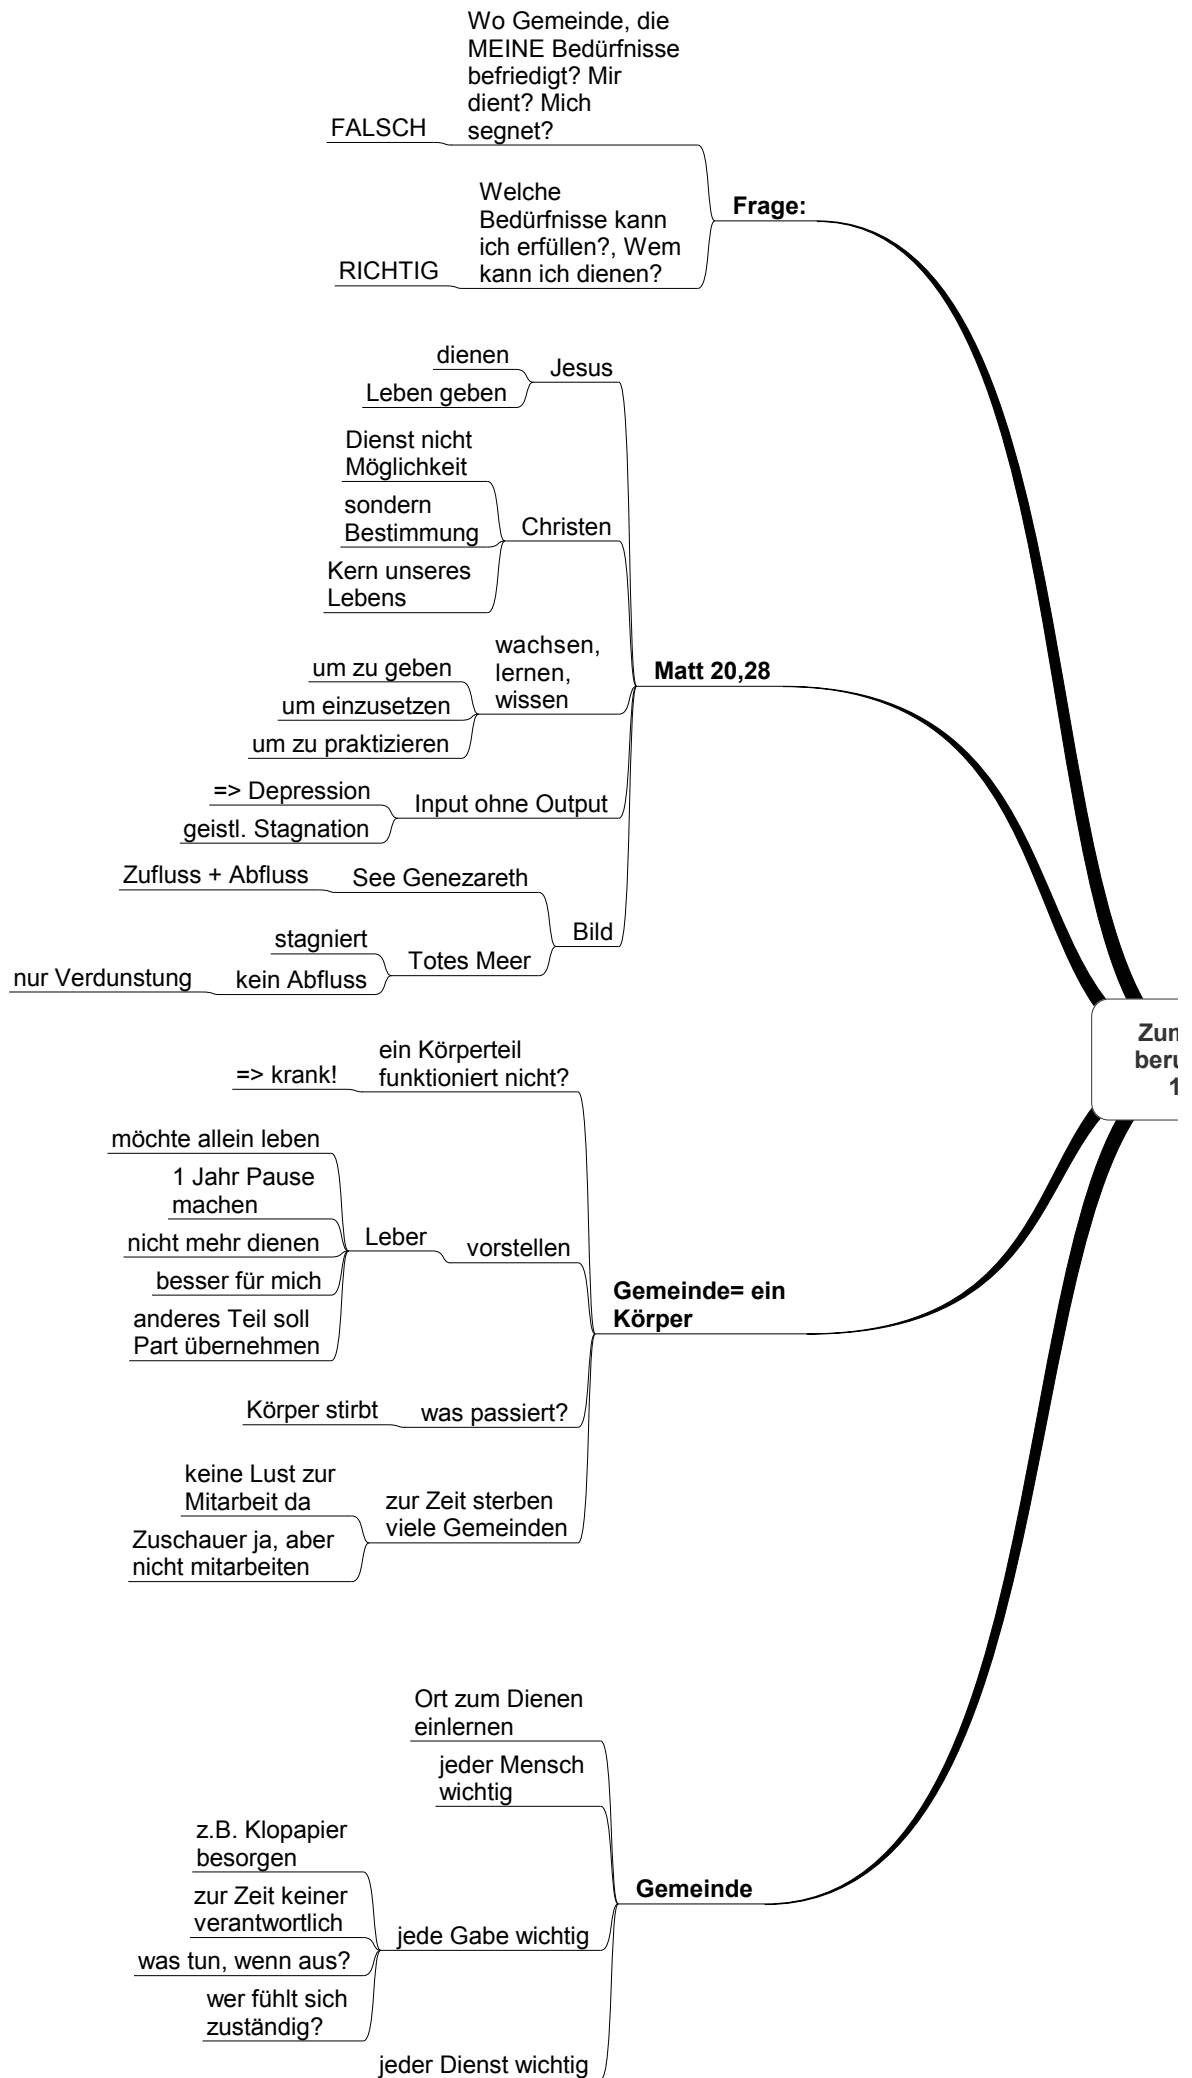 Wo Gemeinde, die
MEINE Bedürfnisse
befriedigt? Mir
dient? Mich
segnet?
FALSCH
Welche
Bedürfnisse kann
ich erfüllen?, Wem
kann ich dienen?
RICHTIG
Frage:
dienen
Leben geben
Jesus
Dienst nicht
Möglichkeit
sondern
Bestimmung
Kern unseres
Lebens
Christen
wachsen,
lernen,
wissen
um zu geben
um einzusetzen
um zu praktizieren
Matt 20,28
=> Depression
geistl. Stagnation
Input ohne Output
Zufluss + Abfluss
See Genezareth
Bild
stagniert
Totes Meer
kein Abfluss
nur Verdunstung
ein Körperteil
funktioniert nicht?
=> krank!
möchte allein leben
1 Jahr Pause
machen
nicht mehr dienen
besser für mich
anderes Teil soll
Part übernehmen
Leber
vorstellen
Gemeinde= ein
Körper
Körper stirbt
was passiert?
keine Lust zur
Mitarbeit da
Zuschauer ja, aber
nicht mitarbeiten
zur Zeit sterben
viele Gemeinden
Ort zum Dienen
einlernen
jeder Mensch
wichtig
z.B. Klopapier
besorgen
zur Zeit keiner
verantwortlich
was tun, wenn aus?
wer fühlt sich
zuständig?
jede Gabe wichtig
Gemeinde
jeder Dienst wichtig